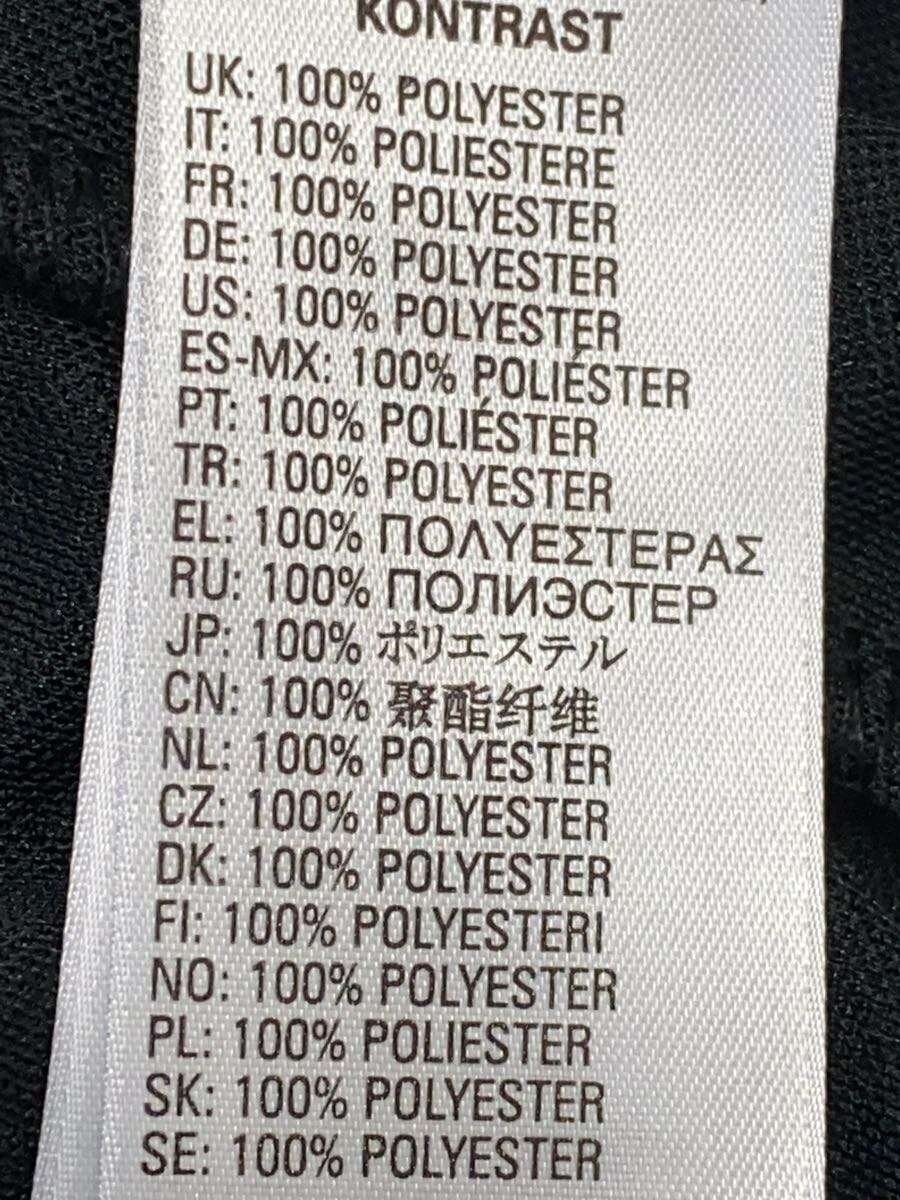 KONTRAST
UK: 100% POLYESTER
IT: 100% POLIESTERE
FR: 100% POLYESTER
DE: 100% POLYESTER
US: 100% POLYESTER
ES-MX: 100% POLIÉSTER
PT: 100% POLIÉSTER
TR: 100% POLYESTER
EL: 100% ΠΟΛΥΕΣΤΕΡΑΣ
RU: 100% ПОЛИЭСТЕР
JP: 100% ポリエステル
CN: 100% 聚酯纤维
NL: 100% POLYESTER
CZ: 100% POLYESTER
DK: 100% POLYESTER
FI: 100% POLYESTERI
NO: 100% POLYESTER
PL: 100% POLIESTER
SK: 100% POLYESTER
SE: 100% POLYESTER